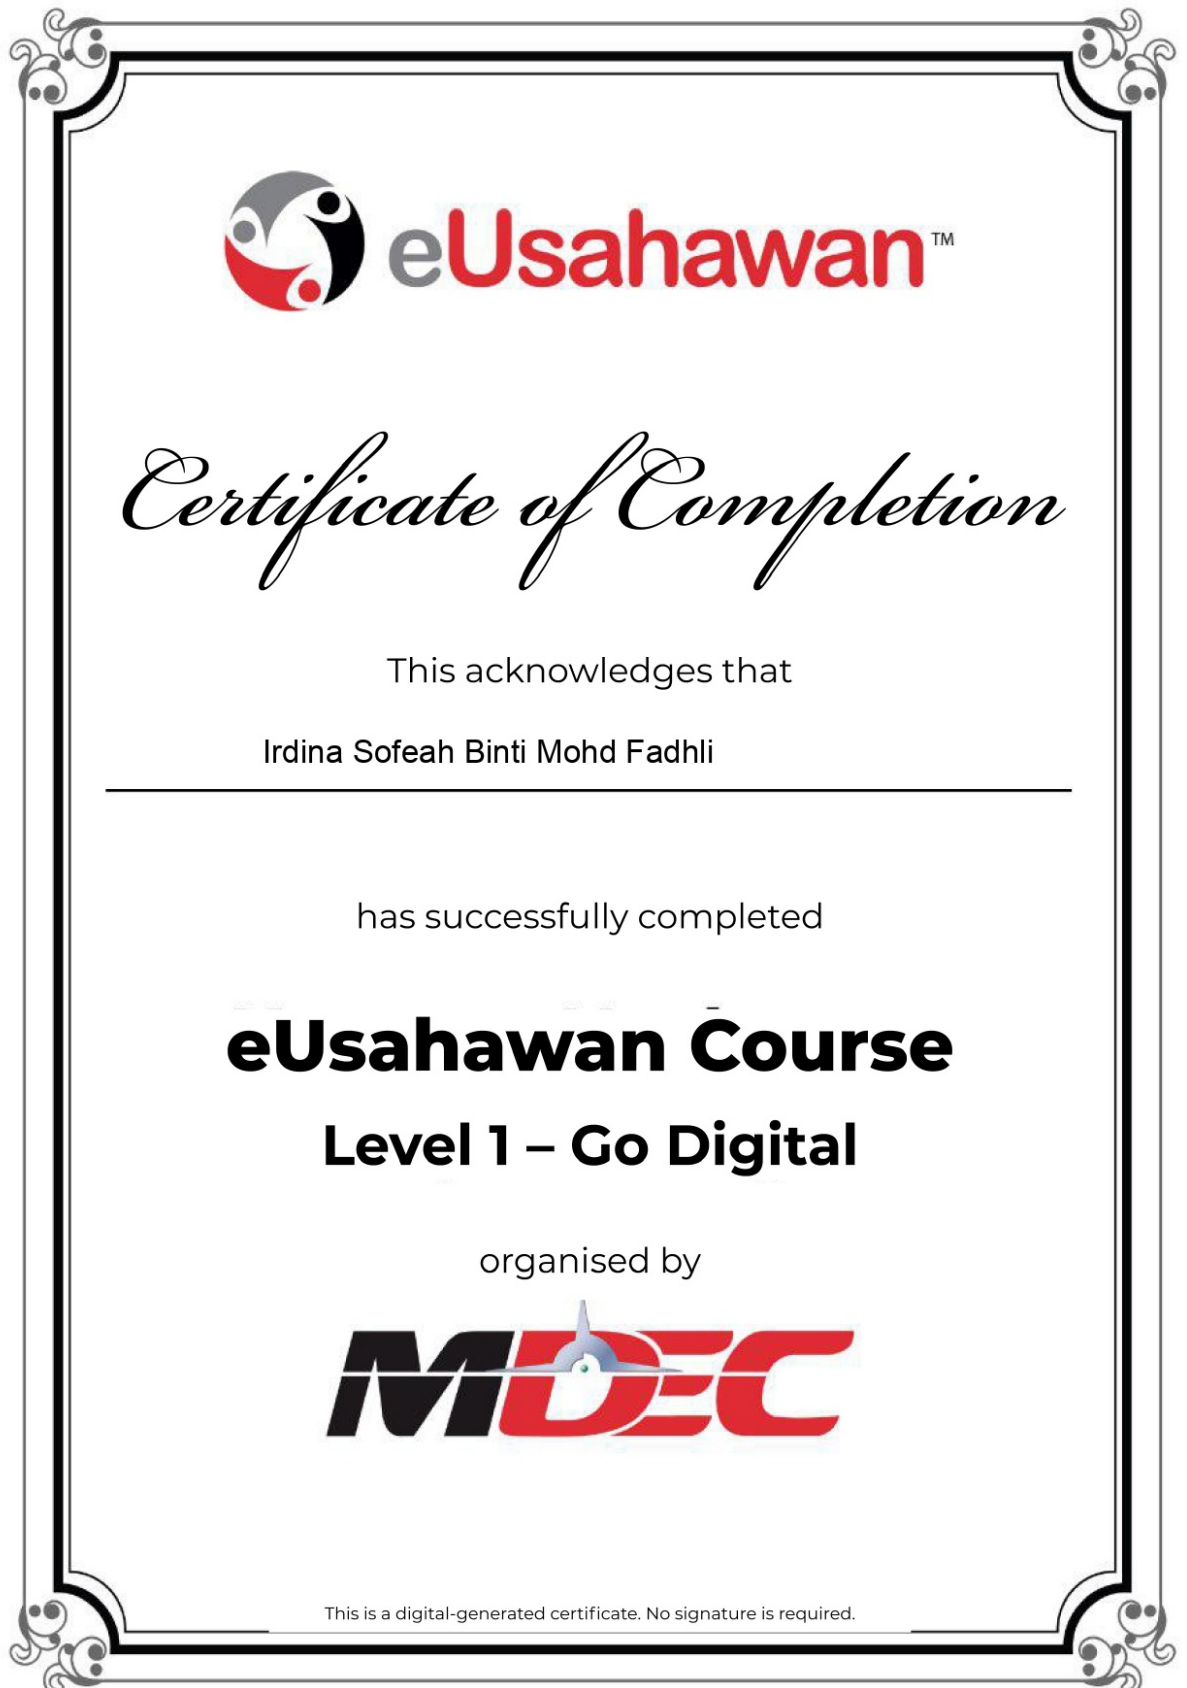 eUsahawan™
Certificate of Completion
This acknowledges that
Irdina Sofeah Binti Mohd Fadhli
has successfully completed
eUsahawan Course
Level 1 – Go Digital
organised by
MDEC
This is a digital-generated certificate. No signature is required.